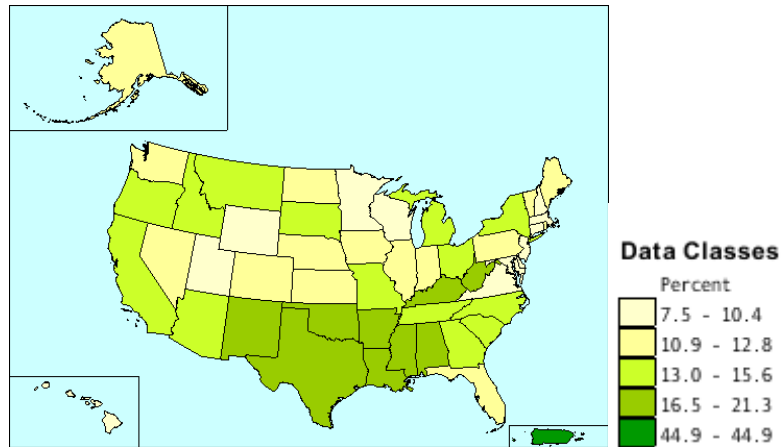 Data Classes
Percent
7.5 - 10.4
10.9 - 12.8
13.0 - 15.6
16.5 - 21.3
44.9 - 44.9